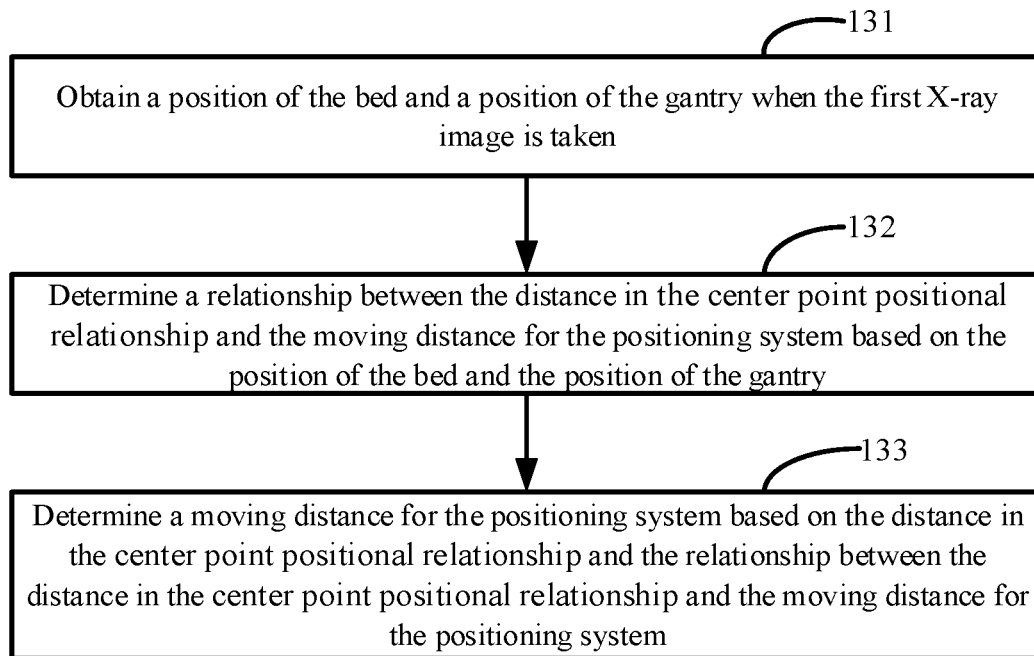 131
Obtain a position of the bed and a position of the gantry when the first X-ray
image is taken
132
Determine a relationship between the distance in the center point positional
relationship and the moving distance for the positioning system based on the
position of the bed and the position of the gantry
133
Determine a moving distance for the positioning system based on the distance in
the center point positional relationship and the relationship between the
distance in the center point positional relationship and the moving distance for
the positioning system